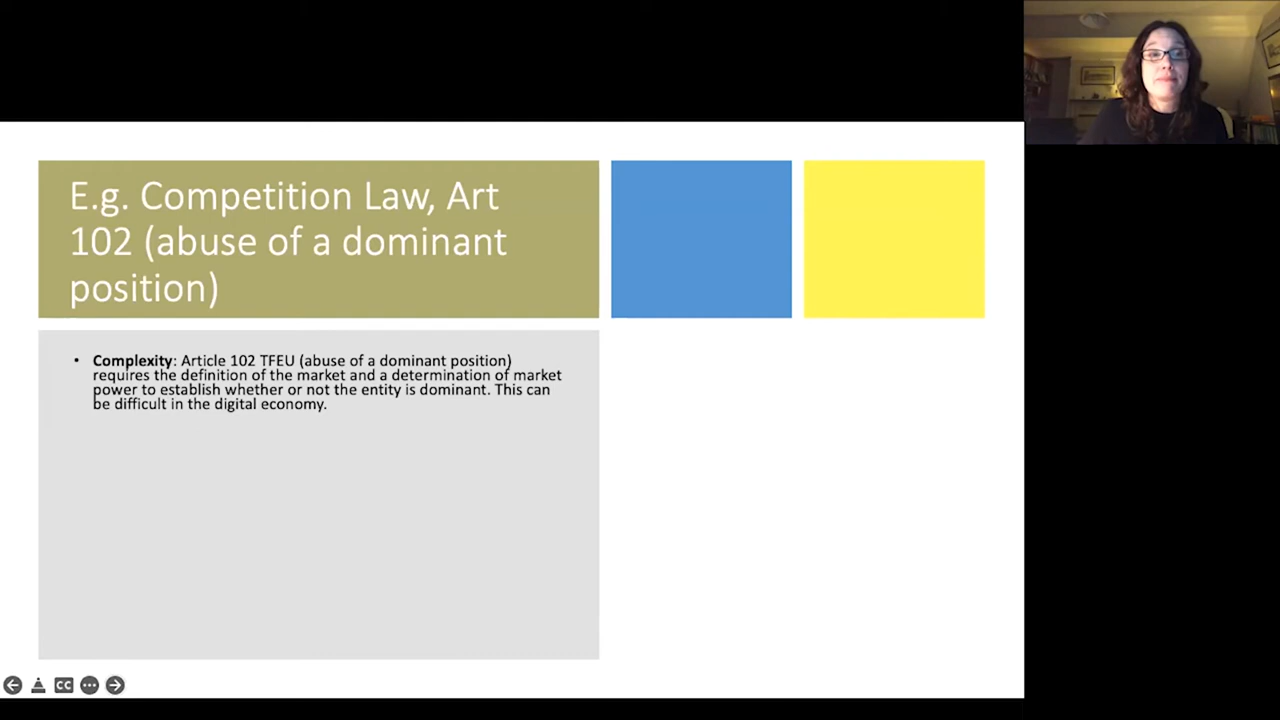 E.g. Competition Law, Art
102 (abuse of a dominant
position)
• Complexity: Article 102 TFEU (abuse of a dominant position)
requires the definition of the market and a determination of market
power to establish whether or not the entity is dominant. This can
be difficult in the digital economy.
CC